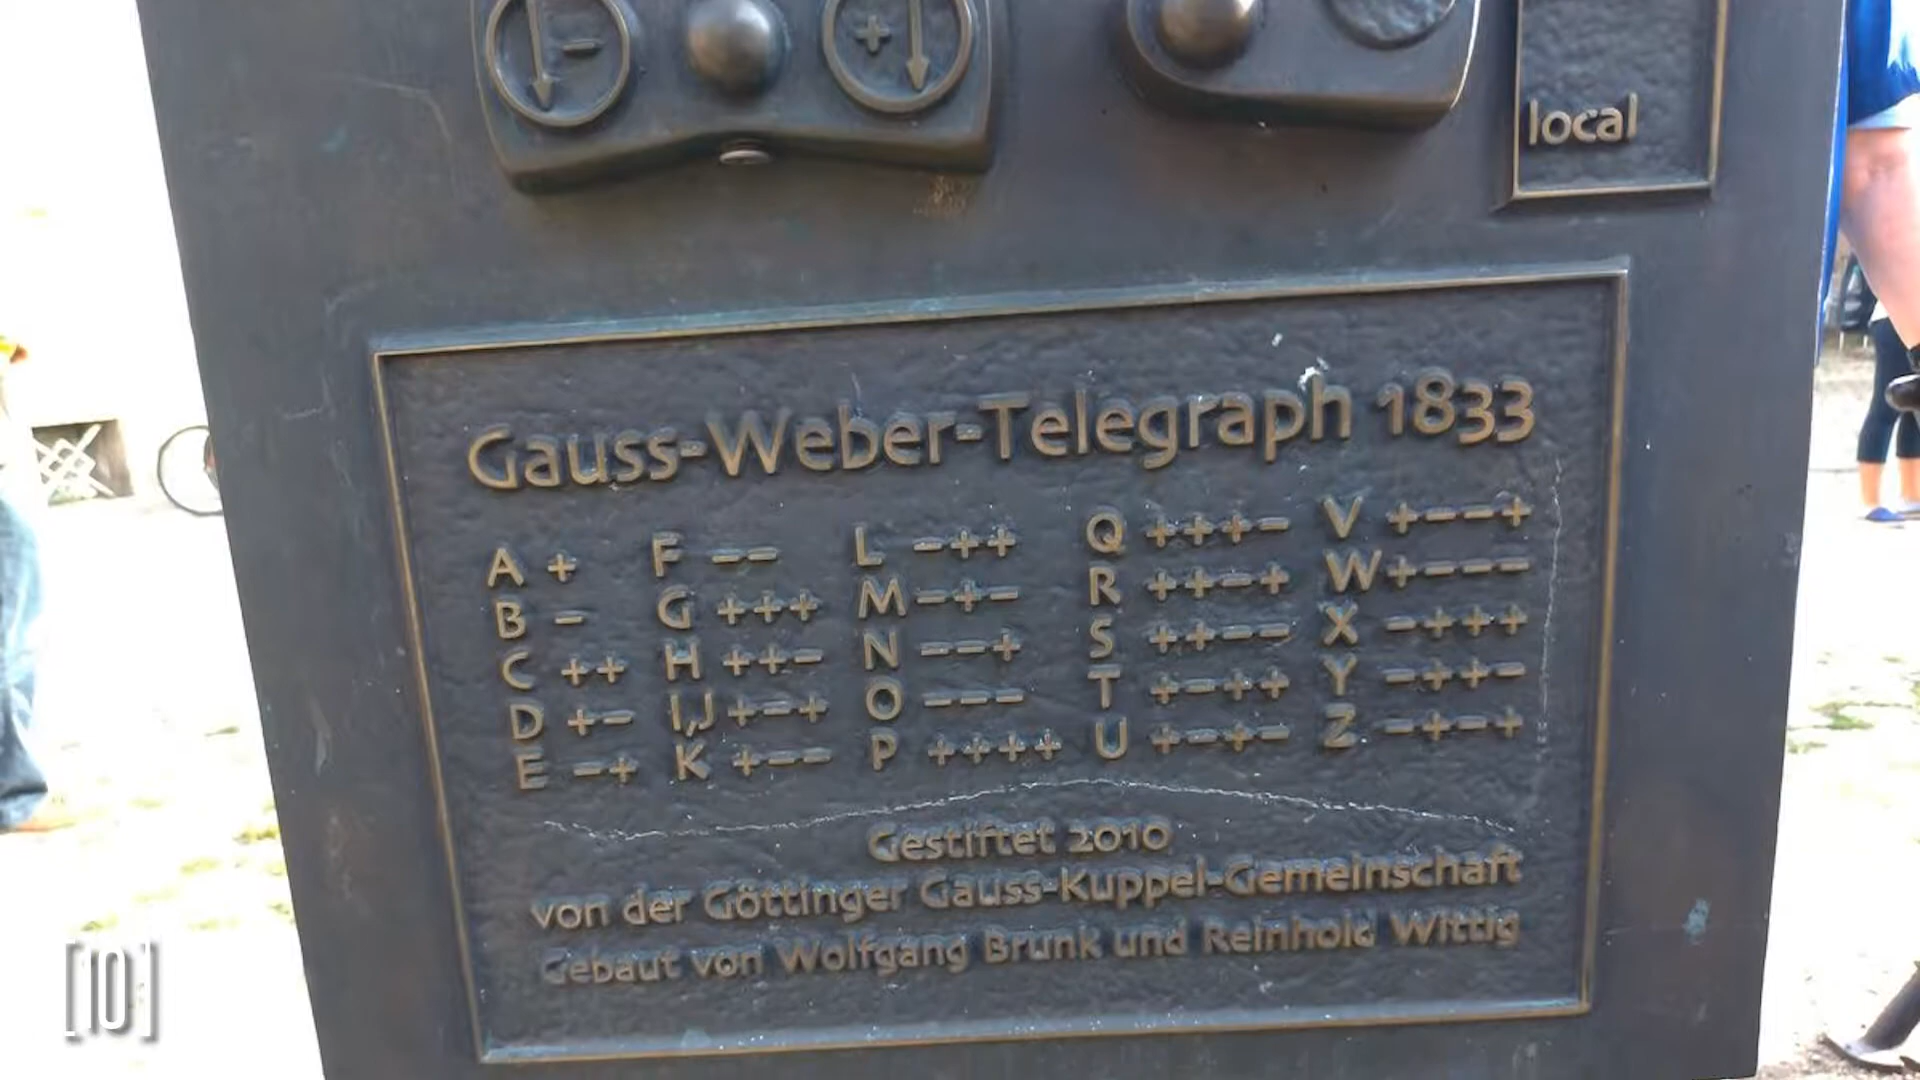 - +
local
Gauss-Weber-Telegraph 1833
A + F -- L -++ Q +++- V +--+
B - G +++ M -+- R ++-+ W +---
C ++ H ++- N --+ S ++-- X -+++
D +- I,J +-+ O --- T +-++ Y -++-
E -+ K +-- P ++++ U +-+- Z -+-+
Gestiftet 2010
von der Göttinger Gauss-Kuppel-Gemeinschaft
Gebaut von Wolfgang Brunk und Reinhold Wittig
[10]